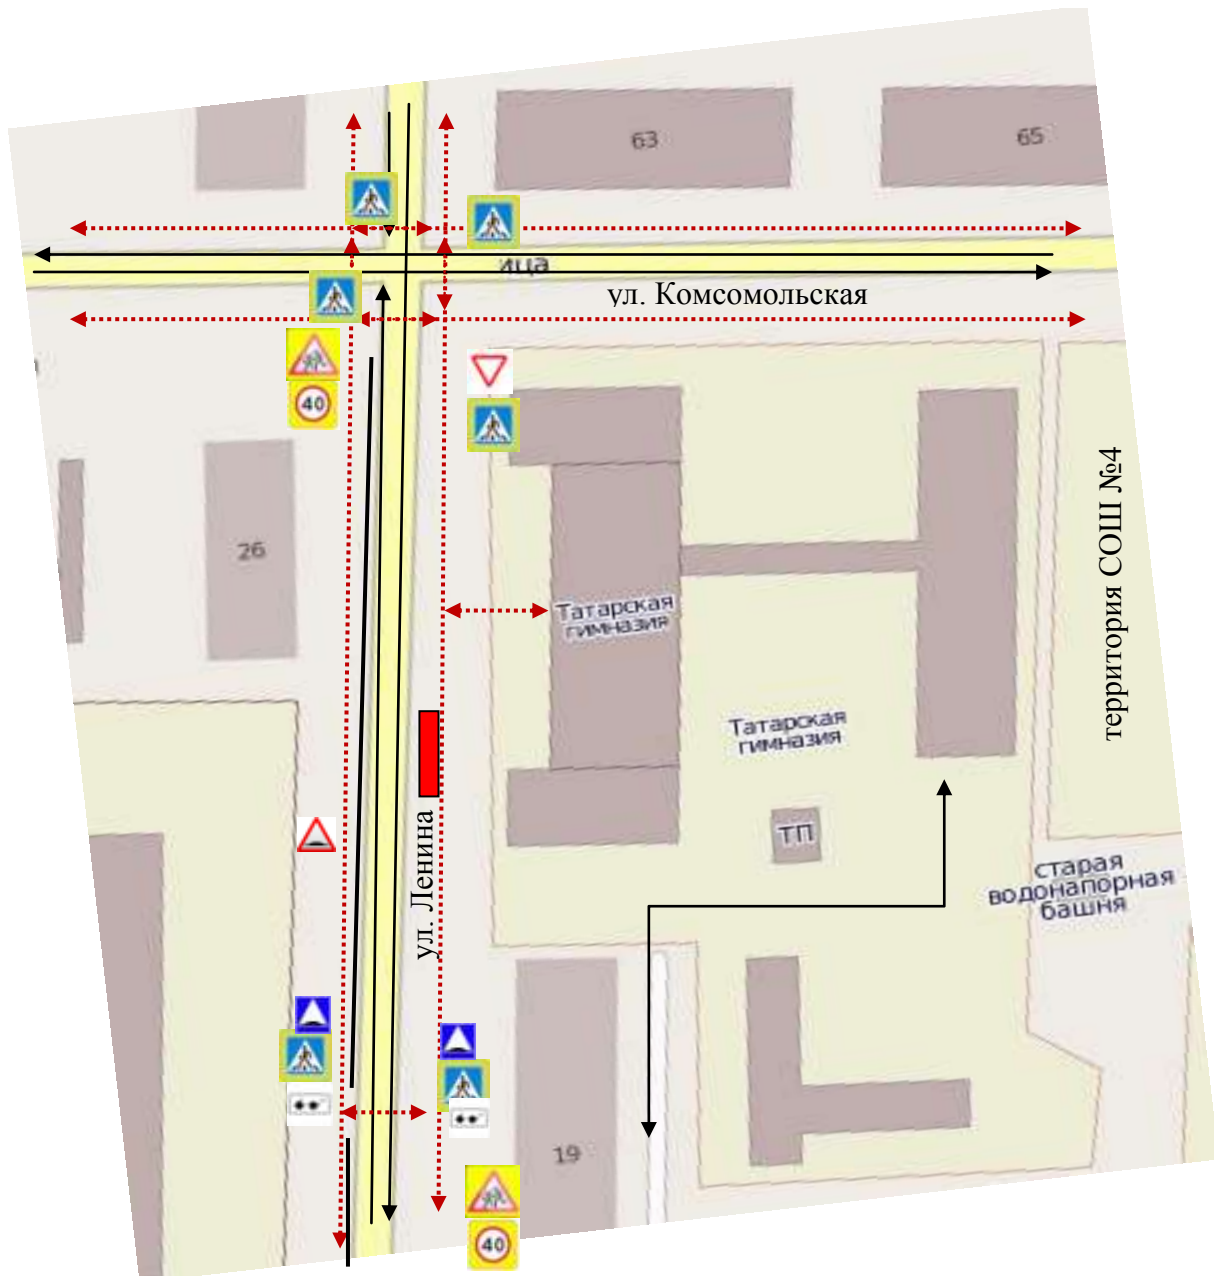 63
65
ица
ул. Комсомольская
40
26
Татарская
гимназия
территория СОПП №4
Татарская
гимназия
ул. Ленина
ТП
старая
водонапорная
башня
19
40